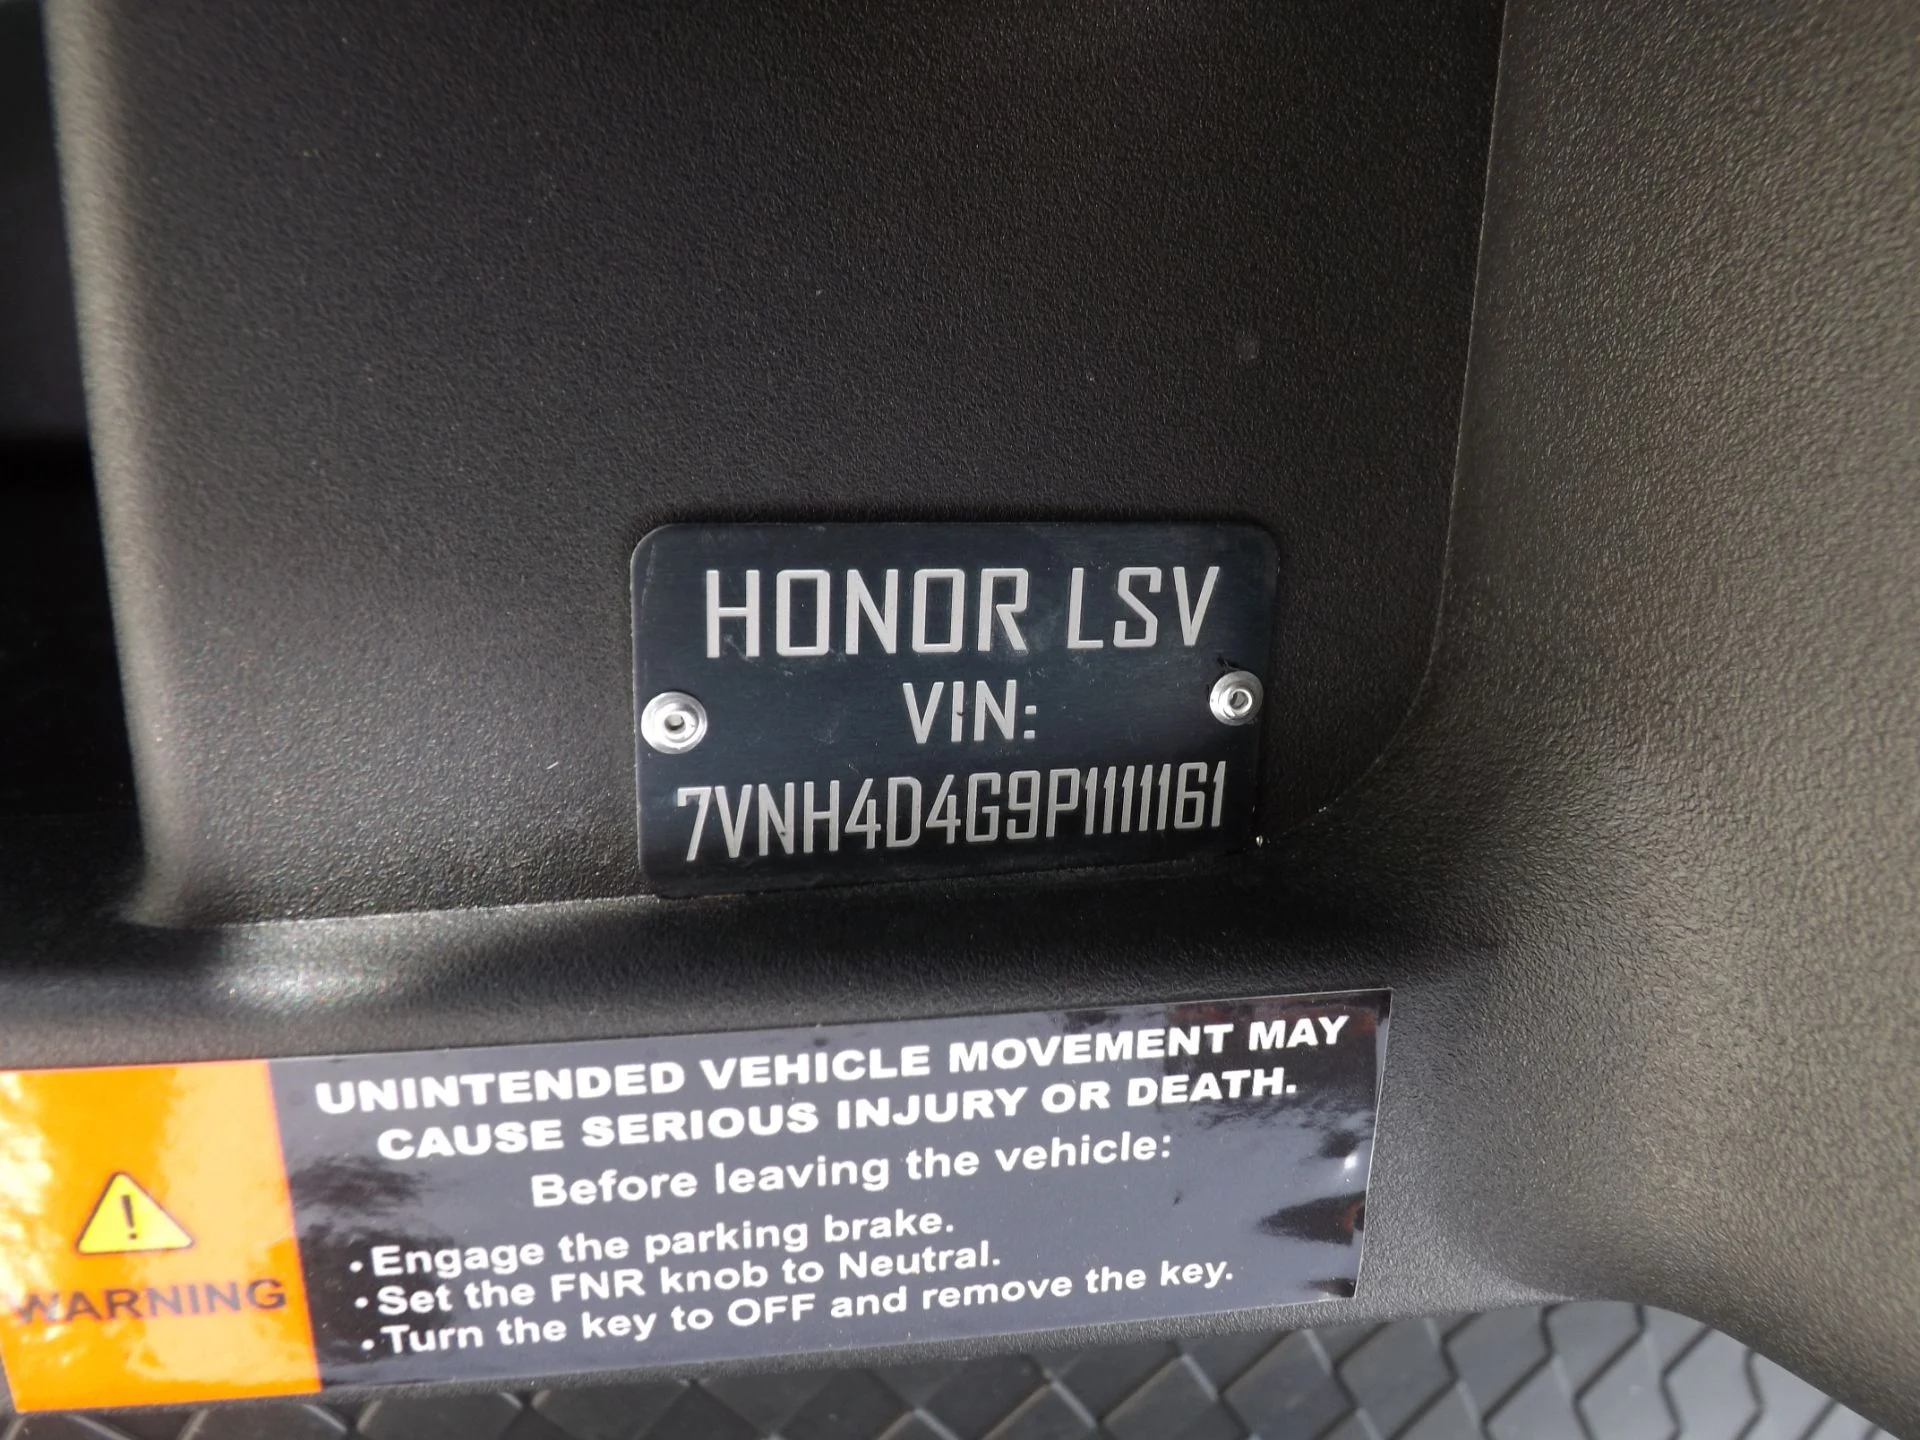 HONOR LSV
VIN:
7VNH4D4G9P1111161
UNINTENDED VEHICLE MOVEMENT MAY
CAUSE SERIOUS INJURY OR DEATH.
Before leaving the vehicle:
•Engage the parking brake.
•Set the FNR knob to Neutral.
•Turn the key to OFF and remove the key.
WARNING